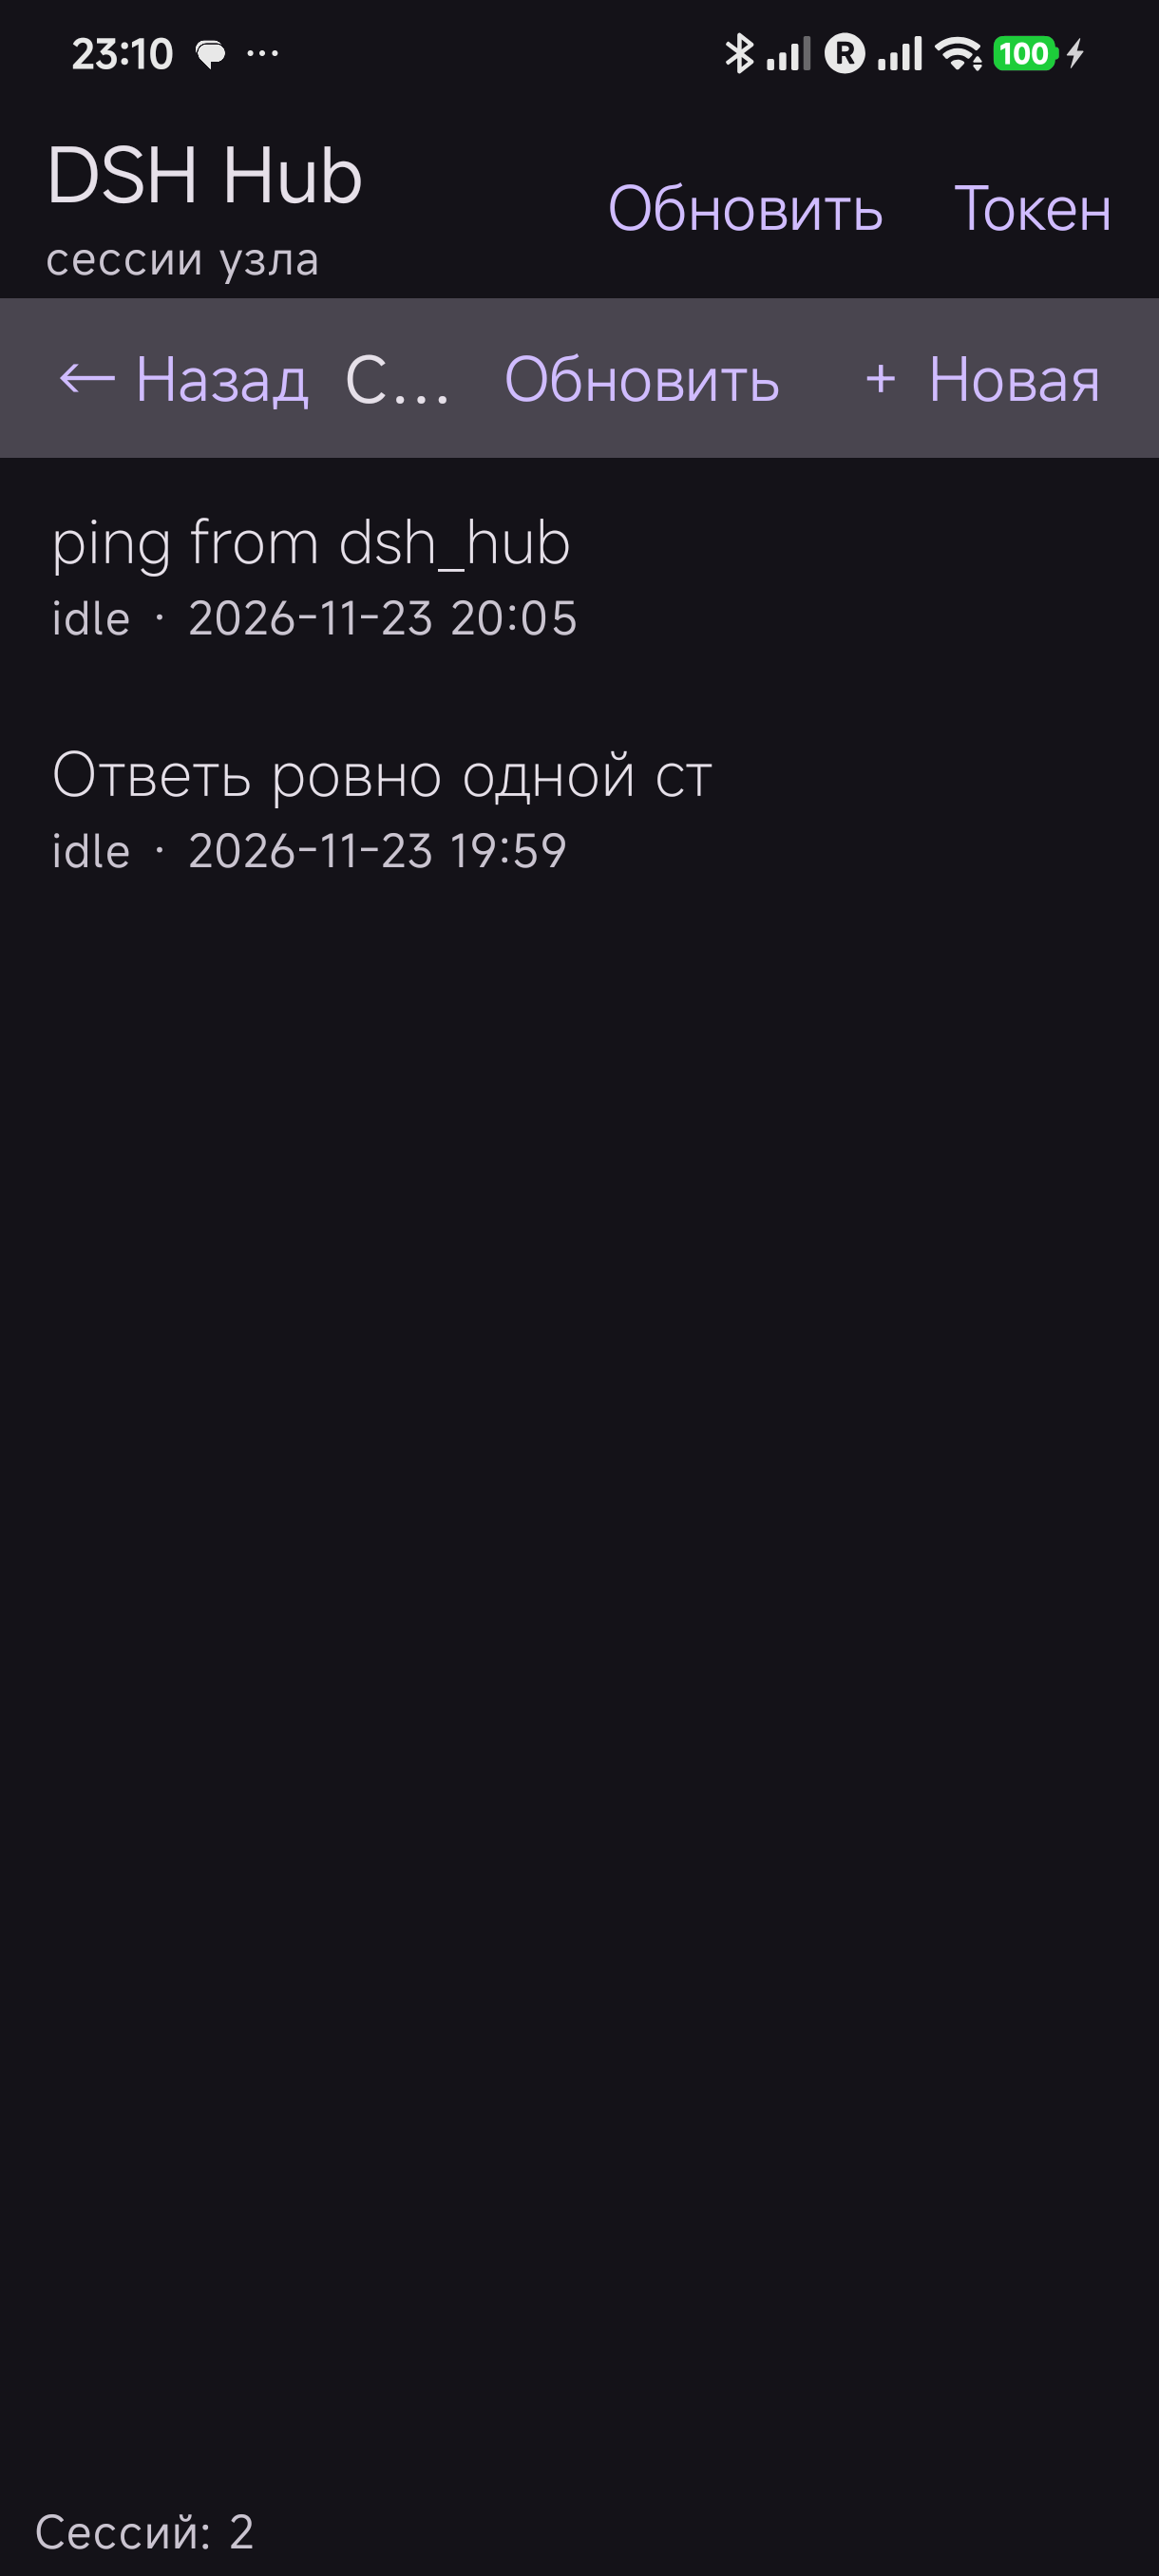 23:10 ... R 100
DSH Hub
сессии узла
Обновить Токен
← Назад С... Обновить + Новая
ping from dsh_hub
idle · 2026-11-23 20:05
Ответь ровно одной ст
idle · 2026-11-23 19:59
Сессий: 2